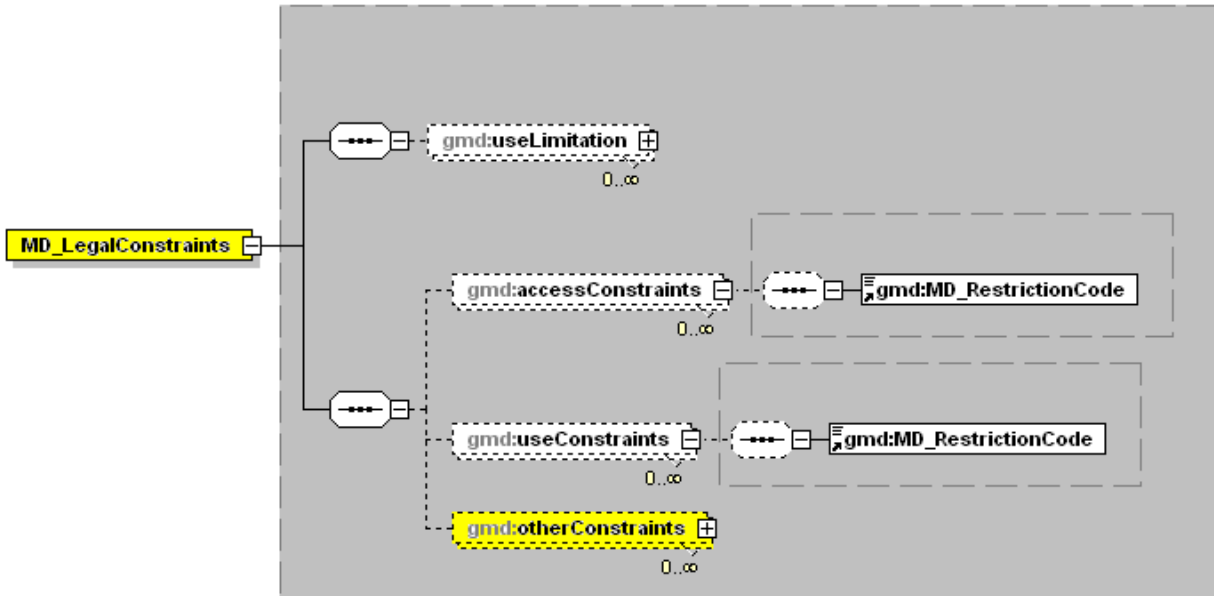 gmd:useLimitation
0..∞
MD_LegalConstraints
gmd:accessConstraints
gmd:MD_RestrictionCode
0..∞
gmd:useConstraints
gmd:MD_RestrictionCode
0..∞
gmd:otherConstraints
0..∞